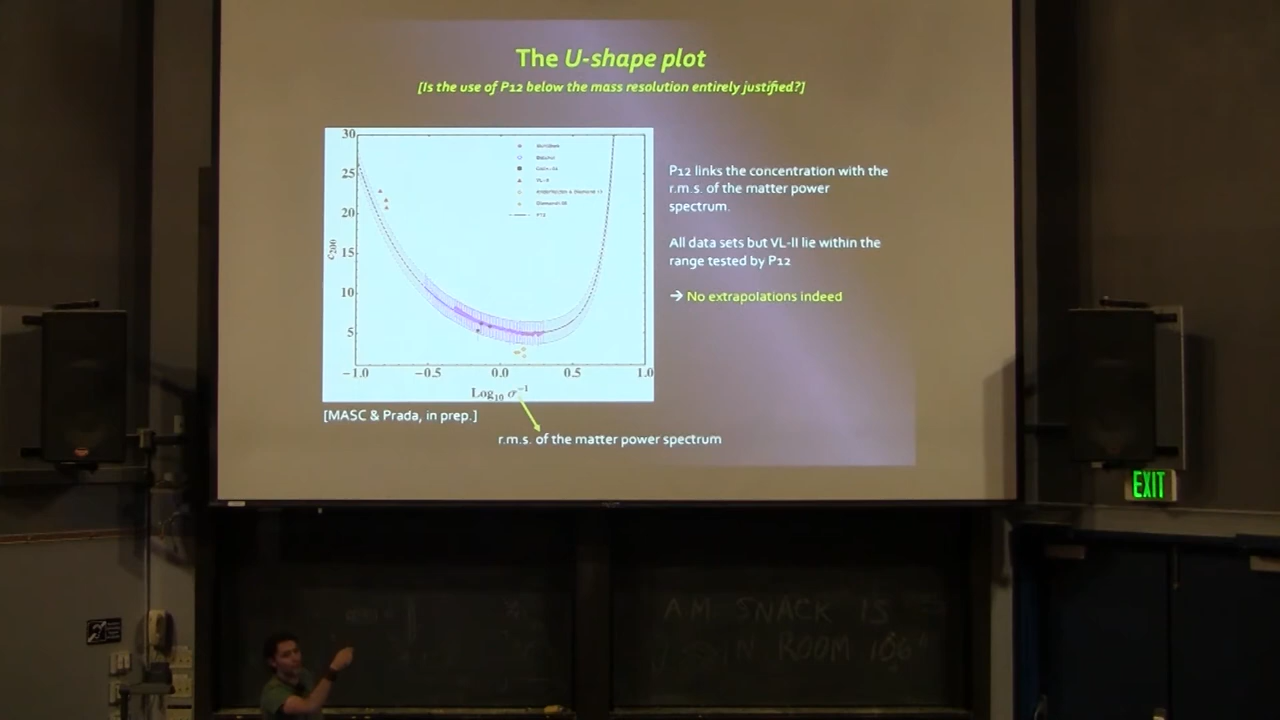 The U-shape plot
[Is the use of P12 below the mass resolution entirely justified?]
30
25
20
15
10
5
c200
VL-II
P12
−1.0 −0.5 0.0 0.5 1.0
Log10 σ−1
P12 links the concentration with the
r.m.s. of the matter power
spectrum.
All data sets but VL-II lie within the
range tested by P12
→ No extrapolations indeed
[MASC & Prada, in prep.]
r.m.s. of the matter power spectrum
EXIT
AM SNACK IS
IN ROOM